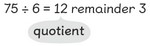 75 ÷ 6 = 12 remainder 3
quotient